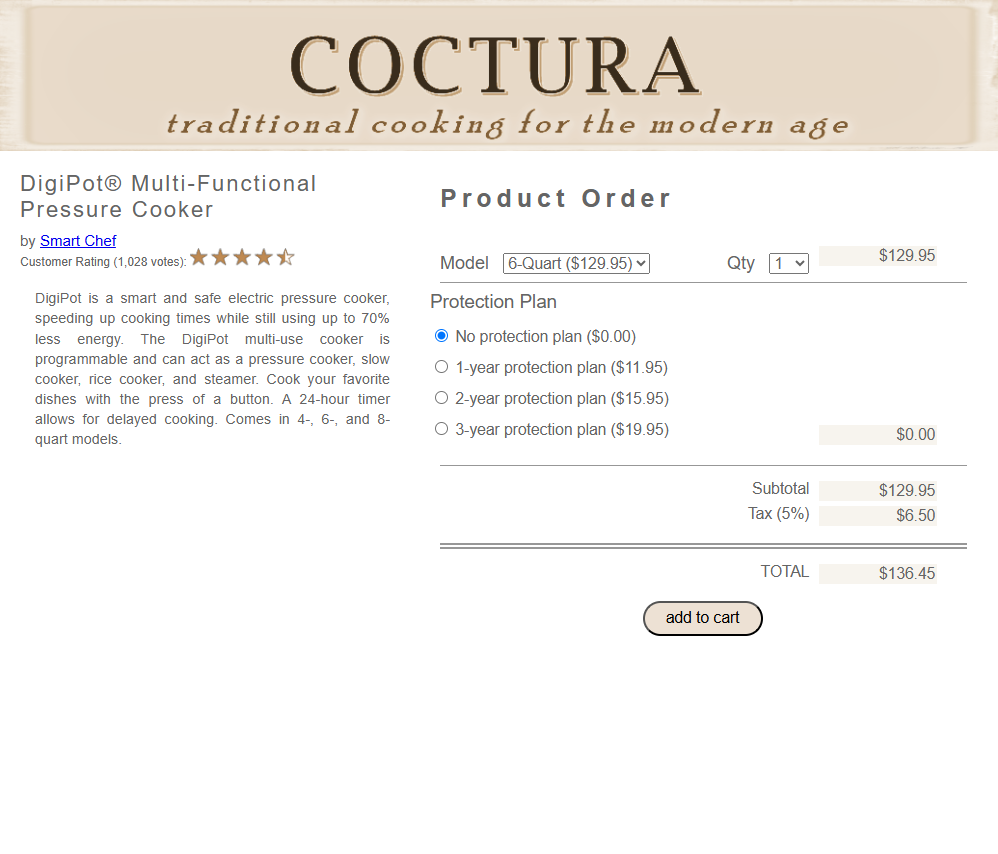 COCTURA
traditional cooking for the modern age
DigiPot® Multi-Functional
Pressure Cooker
by Smart Chef
Customer Rating (1,028 votes):
DigiPot is a smart and safe electric pressure cooker,
speeding up cooking times while still using up to 70%
less energy. The DigiPot multi-use cooker is
programmable and can act as a pressure cooker, slow
cooker, rice cooker, and steamer. Cook your favorite
dishes with the press of a button. A 24-hour timer
allows for delayed cooking. Comes in 4-, 6-, and 8-
quart models.
Product Order
Model 6-Quart ($129.95) Qty 1 $129.95
Protection Plan
No protection plan ($0.00)
1-year protection plan ($11.95)
2-year protection plan ($15.95)
3-year protection plan ($19.95) $0.00
Subtotal $129.95
Tax (5%) $6.50
TOTAL $136.45
add to cart